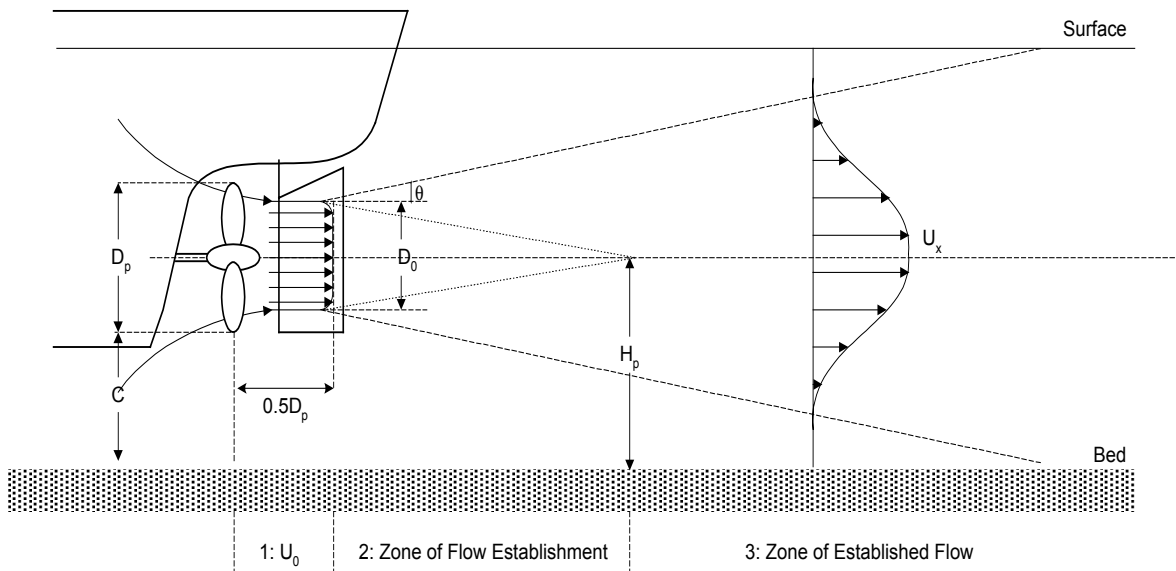 Surface
θ
Dₚ
D₀
Uₓ
Hₚ
C
0.5Dₚ
Bed
1: U₀
2: Zone of Flow Establishment
3: Zone of Established Flow